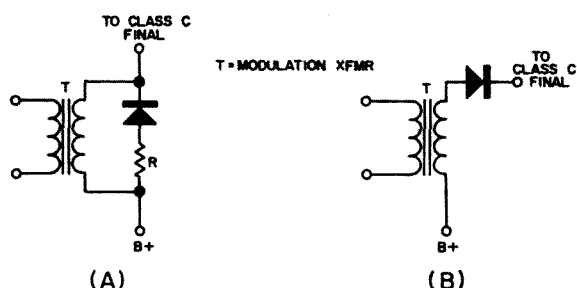 TO CLASS C
FINAL
T = MODULATION XFMR
T
R
B+
(A)
TO
CLASS C
FINAL
T
B+
(B)